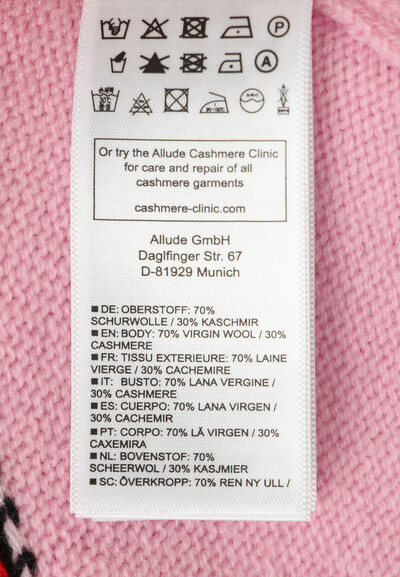 P
A
30°C
Or try the Allude Cashmere Clinic
for care and repair of all
cashmere garments
cashmere-clinic.com
Allude GmbH
Daglfinger Str. 67
D-81929 Munich
■ DE: OBERSTOFF: 70%
SCHURWOLLE / 30% KASCHMIR
■ EN: BODY: 70% VIRGIN WOOL / 30%
CASHMERE
■ FR: TISSU EXTERIEURE: 70% LAINE
VIERGE / 30% CACHEMIRE
■ IT: BUSTO: 70% LANA VERGINE /
30% CASHMERE
■ ES: CUERPO: 70% LANA VIRGEN /
30% CACHEMIR
■ PT: CORPO: 70% LÃ VIRGEN / 30%
CAXEMIRA
■ NL: BOVENSTOF: 70%
SCHEERWOL / 30% KASJMIER
■ SC: ÖVERKROPP: 70% REN NY ULL /